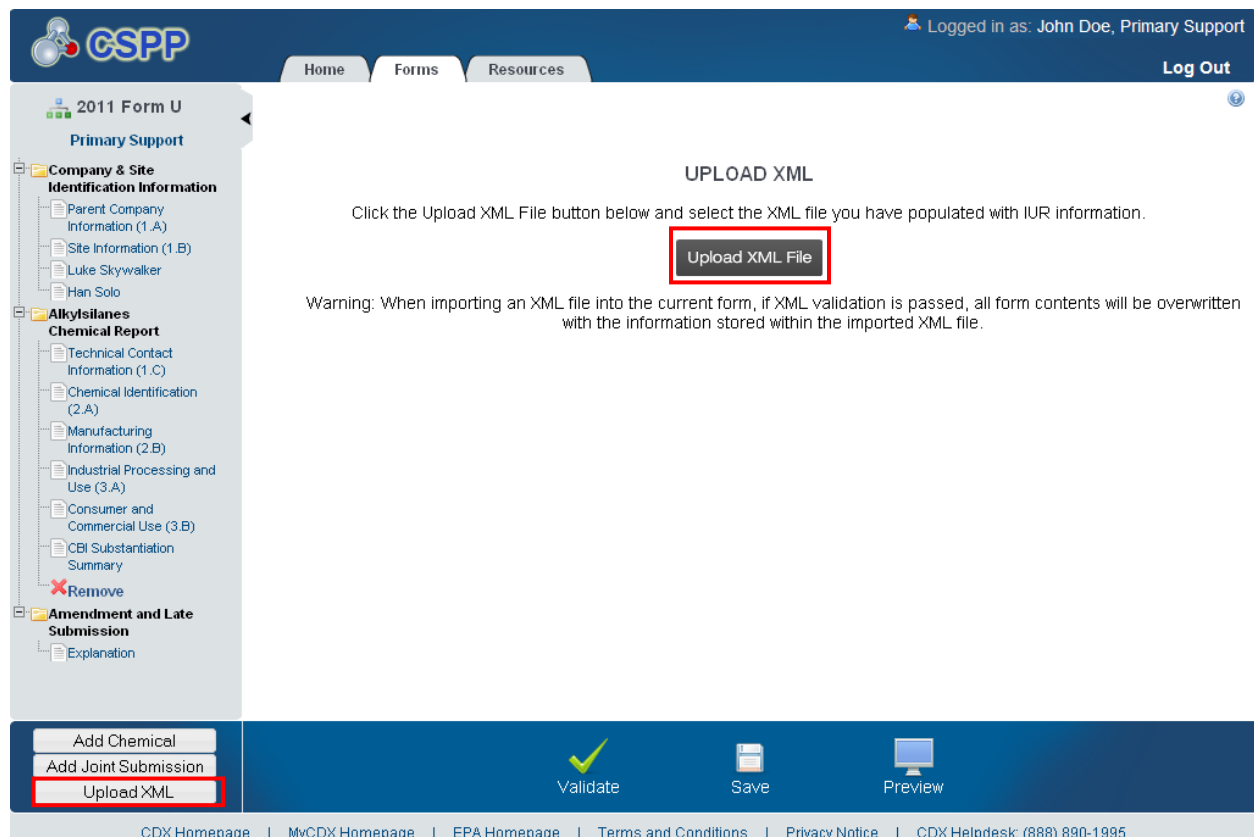 CSPP
Logged in as: John Doe, Primary Support
Home
Forms
Resources
Log Out
2011 Form U
Primary Support
Company & Site
Identification Information
Parent Company
Information (1.A)
Site Information (1.B)
Luke Skywalker
Han Solo
Alkylsilanes
Chemical Report
Technical Contact
Information (1.C)
Chemical Identification
(2.A)
Manufacturing
Information (2.B)
Industrial Processing and
Use (3.A)
Consumer and
Commercial Use (3.B)
CBI Substantiation
Summary
Remove
Amendment and Late
Submission
Explanation
?
UPLOAD XML
Click the Upload XML File button below and select the XML file you have populated with IUR information.
Upload XML File
Warning: When importing an XML file into the current form, if XML validation is passed, all form contents will be overwritten
with the information stored within the imported XML file.
Add Chemical
Add Joint Submission
Upload XML
Validate
Save
Preview
CDX Homepage | MyCDX Homepage | EPA Homepage | Terms and Conditions | Privacy Notice | CDX Helpdesk: (888) 890-1995